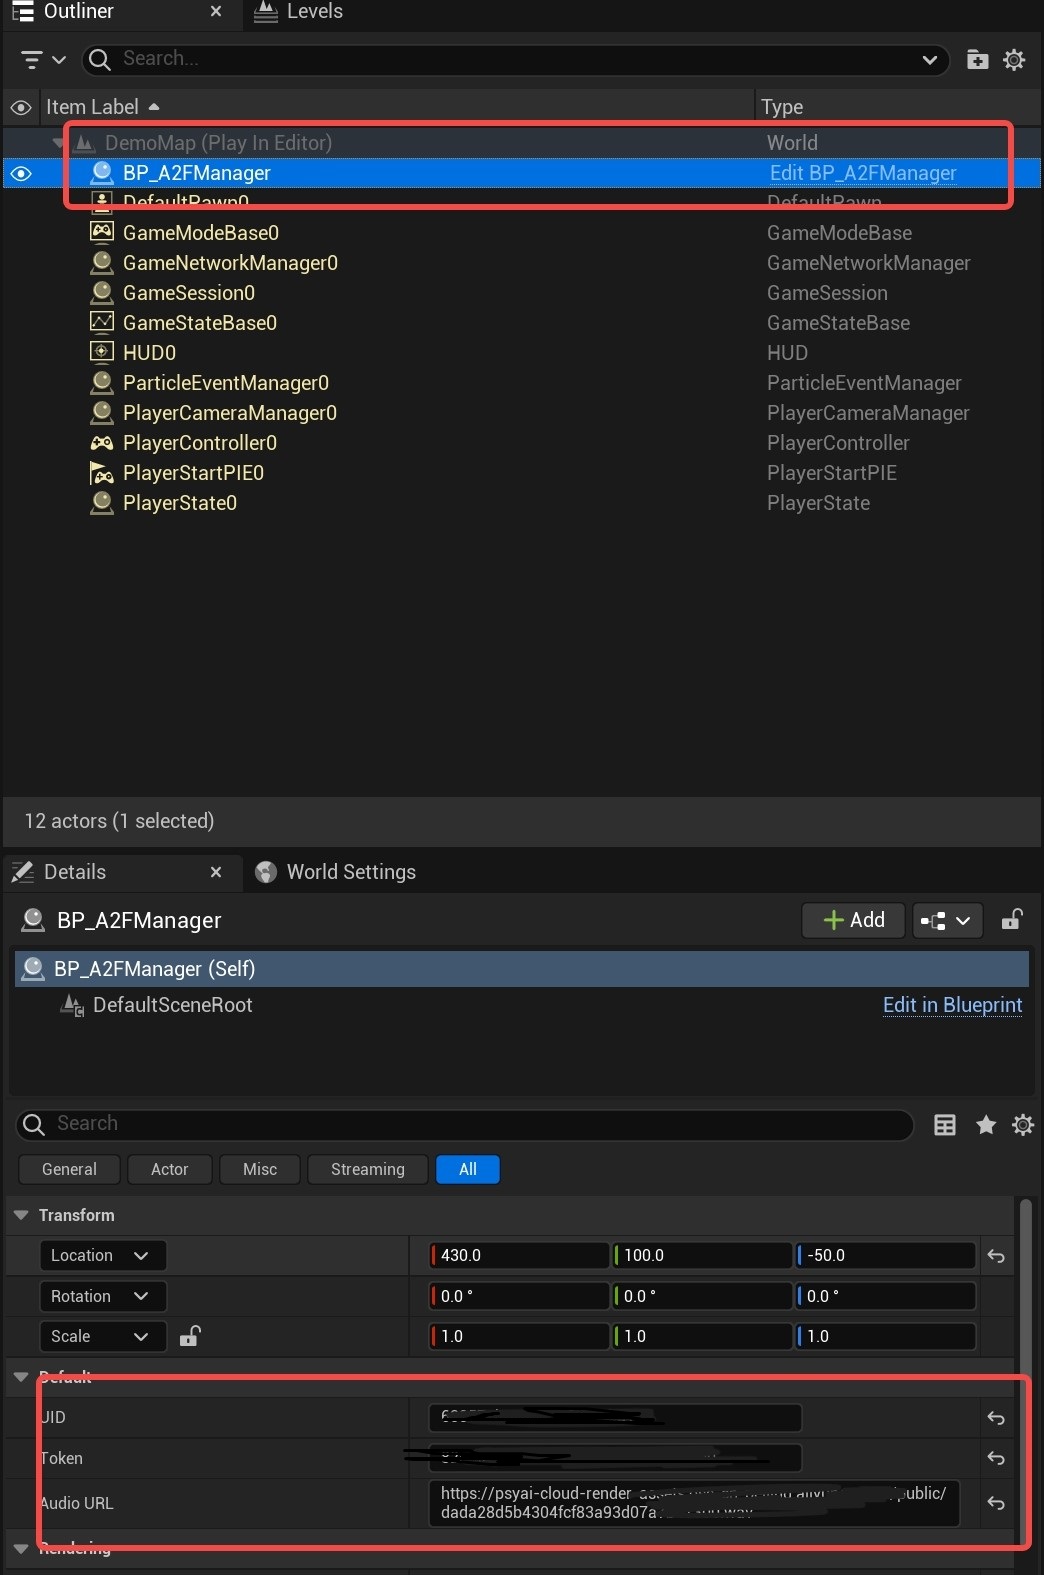 Outliner
Levels
Search...
Item Label Type
DemoMap (Play In Editor) World
BP_A2FManager Edit BP_A2FManager
DefaultPawn0 DefaultPawn
GameModeBase0 GameModeBase
GameNetworkManager0 GameNetworkManager
GameSession0 GameSession
GameStateBase0 GameStateBase
HUD0 HUD
ParticleEventManager0 ParticleEventManager
PlayerCameraManager0 PlayerCameraManager
PlayerController0 PlayerController
PlayerStartPIE0 PlayerStartPIE
PlayerState0 PlayerState
12 actors (1 selected)
Details
World Settings
BP_A2FManager
Add
BP_A2FManager (Self)
DefaultSceneRoot Edit in Blueprint
Search
General Actor Misc Streaming All
Transform
Location 430.0 100.0 -50.0
Rotation 0.0 ° 0.0 ° 0.0 °
Scale 1.0 1.0 1.0
Default
UID
Token
Audio URL
https://psyai-cloud-render public/
dada28d5b4304fcf83a93d07a
Rendering